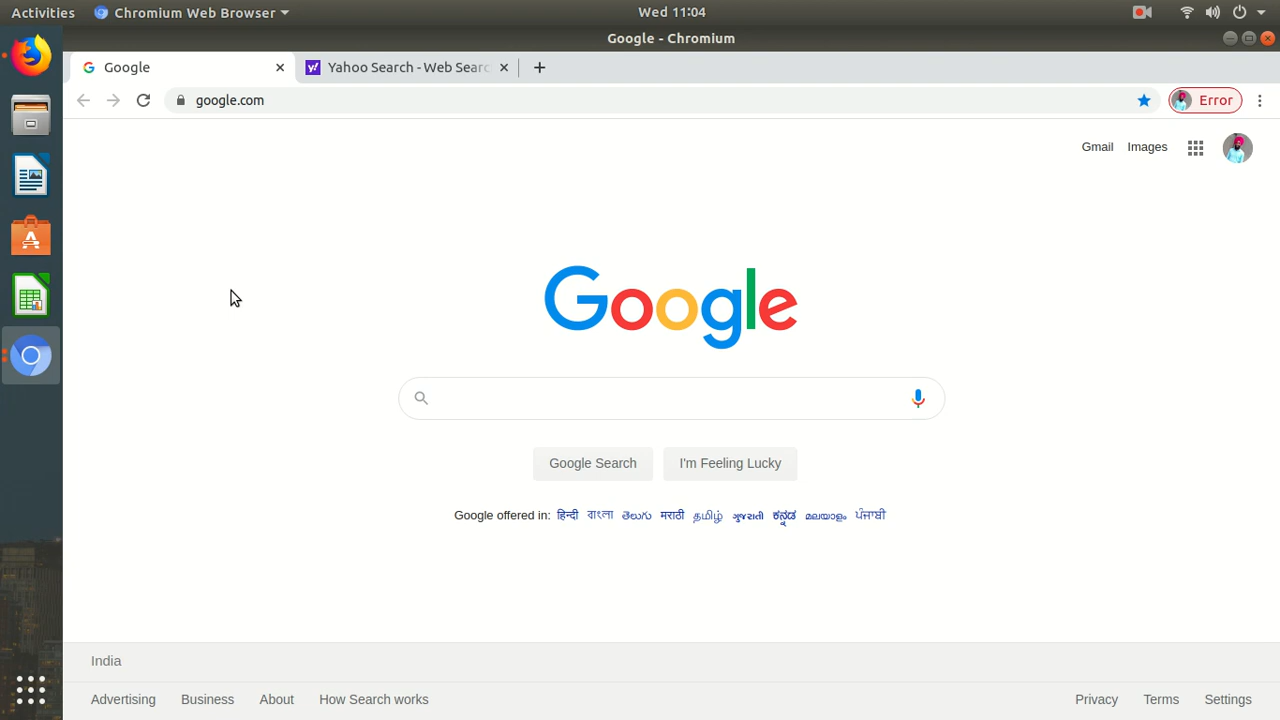 Activities Chromium Web Browser Wed 11:04
Google - Chromium
Google Yahoo Search - Web Searc
google.com Error
Gmail Images
Google
Google Search I'm Feeling Lucky
Google offered in: हिन्दी বাংলা తెలుగు मराठी தமிழ் ગુજરાતી ಕನ್ನಡ മലയാളം ਪੰਜਾਬੀ
India
Advertising Business About How Search works Privacy Terms Settings